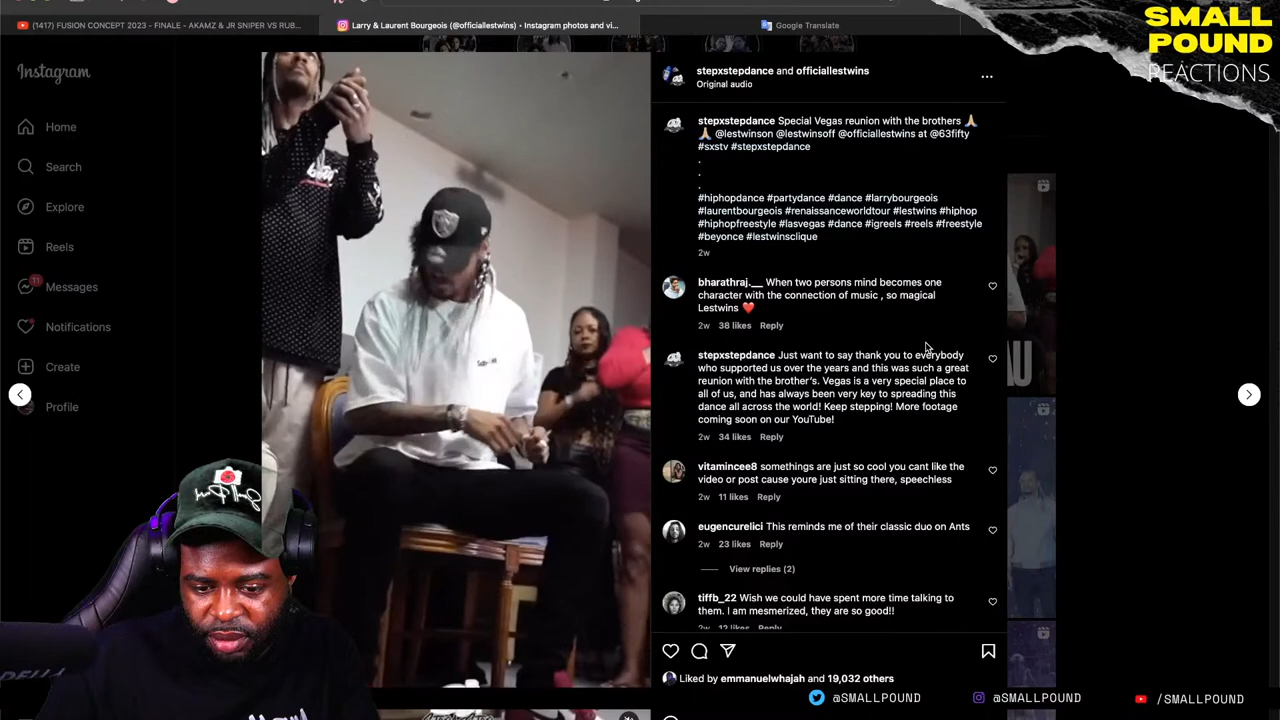 (1417) FUSION CONCEPT 2023 - FINALE - AKAMZ & JR SNIPER VS RUB...
Larry & Laurent Bourgeois (@officiallestwins) • Instagram photos and vi...
Google Translate
SMALL
POUND
REACTIONS
Instagram
Home
Search
Explore
Reels
11
Messages
Notifications
Create
Profile
stepxstepdance and officiallestwins
Original audio
stepxstepdance Special Vegas reunion with the brothers 🙏
🙏 @lestwinson @lestwinsoff @officiallestwins at @63fifty
#sxstv #stepxstepdance
.
.
.
#hiphopdance #partydance #dance #larrybourgeois
#laurentbourgeois #renaissanceworldtour #lestwins #hiphop
#hiphopfreestyle #lasvegas #dance #igreels #reels #freestyle
#beyonce #lestwinsclique
2w
bharathraj.__ When two persons mind becomes one
character with the connection of music , so magical
Lestwins ❤️
2w 38 likes Reply
stepxstepdance Just want to say thank you to everybody
who supported us over the years and this was such a great
reunion with the brother's. Vegas is a very special place to
all of us, and has always been very key to spreading this
dance all across the world! Keep stepping! More footage
coming soon on our YouTube!
2w 34 likes Reply
vitamincee8 somethings are just so cool you cant like the
video or post cause youre just sitting there, speechless
2w 11 likes Reply
eugencurelici This reminds me of their classic duo on Ants
2w 23 likes Reply
View replies (2)
tiffb_22 Wish we could have spent more time talking to
them. I am mesmerized, they are so good!!
2w 12 likes Reply
Liked by emmanuelwhajah and 19,032 others
@SMALLPOUND
@SMALLPOUND
/SMALLPOUND